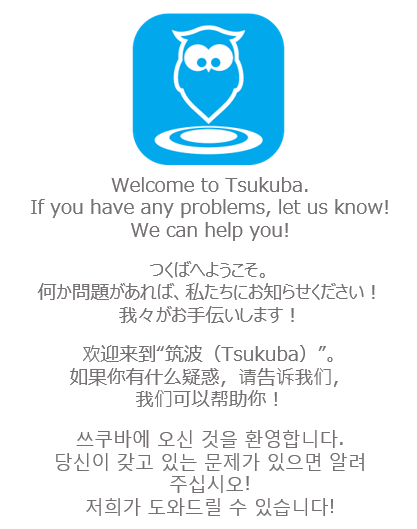 Welcome to Tsukuba.
If you have any problems, let us know!
We can help you!
つくばへようこそ。
何か問題があれば、私たちにお知らせください！
我々がお手伝いします！
欢迎来到“筑波（Tsukuba）”。
如果你有什么疑惑，请告诉我们，
我们可以帮助你！
쓰쿠바에 오신 것을 환영합니다.
당신이 갖고 있는 문제가 있으면 알려
주십시오!
저희가 도와드릴 수 있습니다!